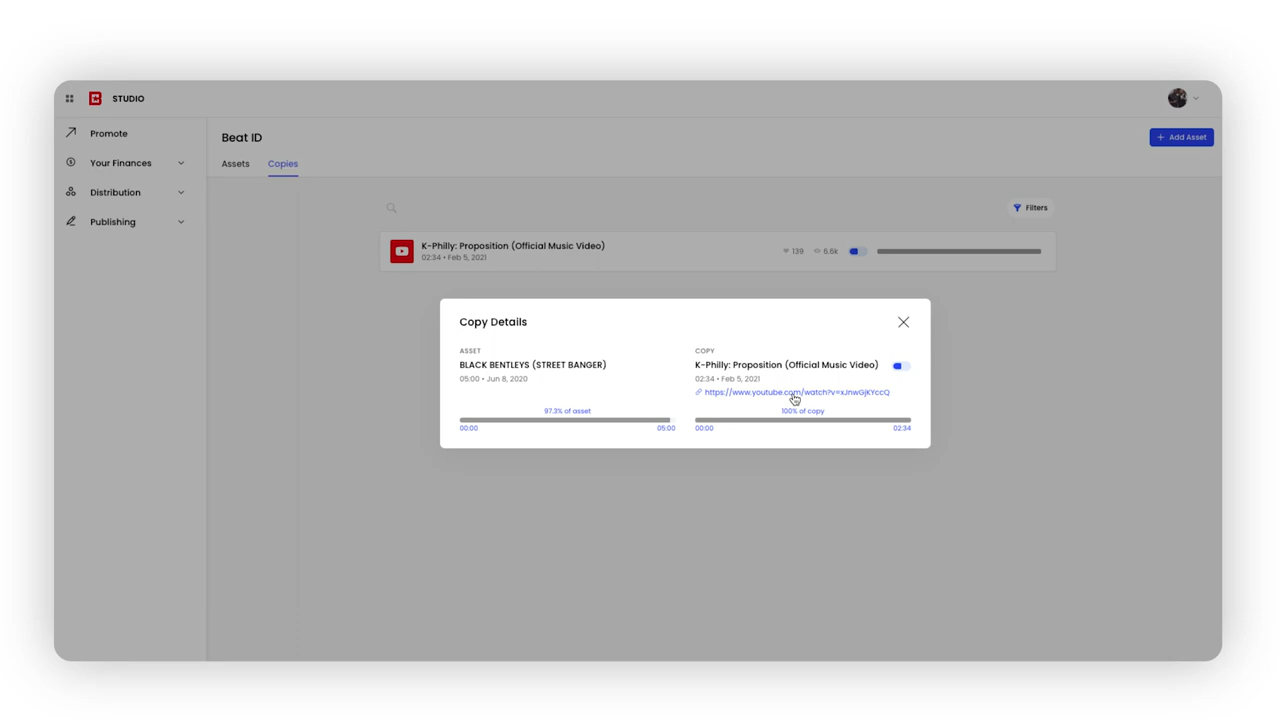 STUDIO
Promote
Your Finances
Distribution
Publishing
Beat ID
+ Add Asset
Assets
Copies
Filters
K-Philly: Proposition (Official Music Video)
02:34 • Feb 5, 2021
139
6.6k
Copy Details
ASSET
BLACK BENTLEYS (STREET BANGER)
05:00 • Jun 8, 2020
97.3% of asset
00:00
05:00
COPY
K-Philly: Proposition (Official Music Video)
02:34 • Feb 5, 2021
https://www.youtube.com/watch?v=xJnwGjKYccQ
100% of copy
00:00
02:34